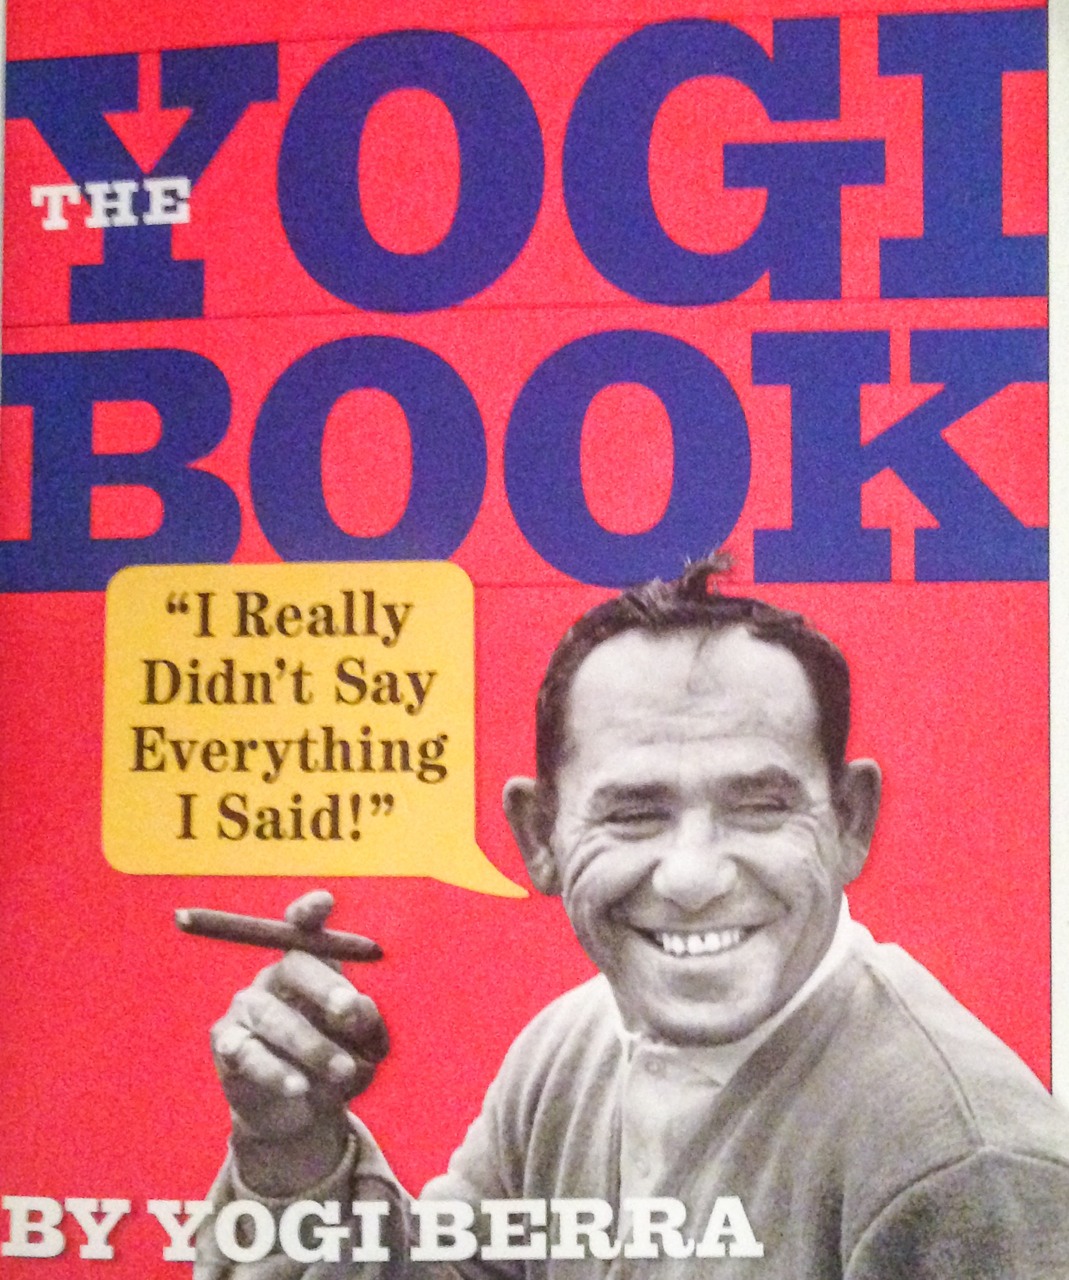 THE
YOGI
BOOK
“I Really
Didn’t Say
Everything
I Said!”
BY YOGI BERRA